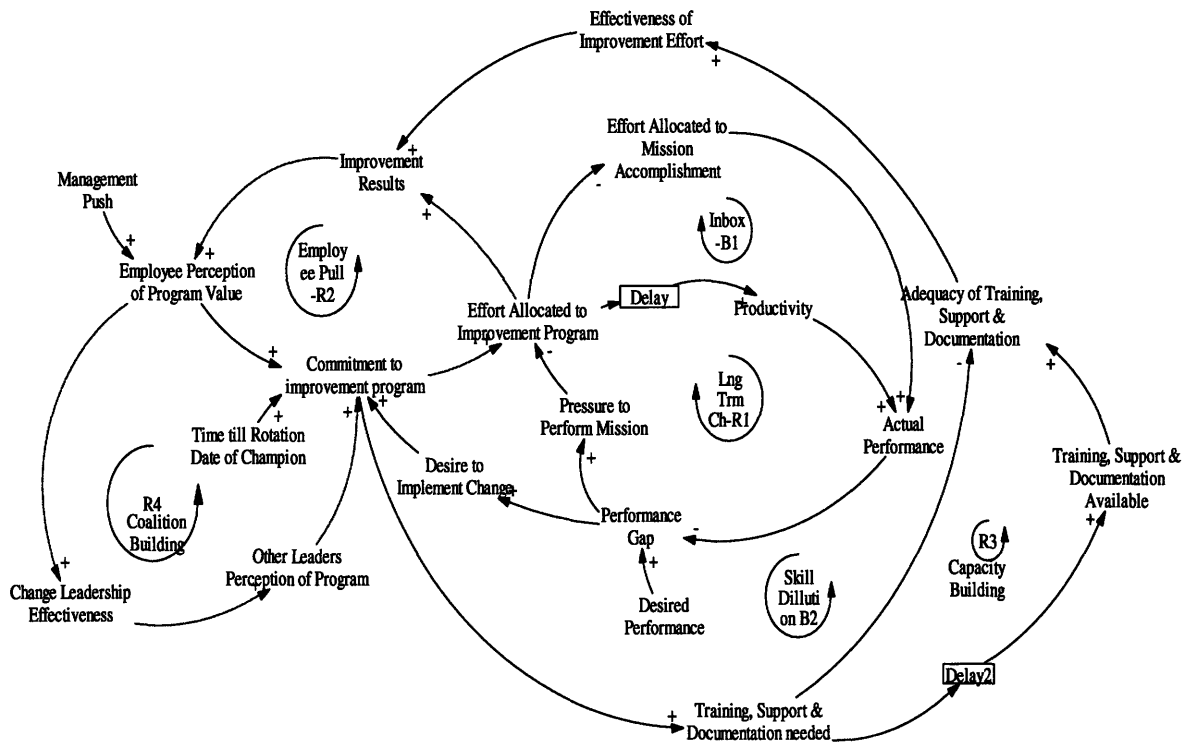 Effectiveness of
Improvement Effort
+
Effort Allocated to
Mission
Accomplishment
-
Improvement
Results
+
+
Management
Push
+
+
Employee Perception
of Program Value
Employ
ee Pull
-R2
Inbox
-B1
Effort Allocated to
Improvement Program
+
-
Delay
+
Productivity
Adequacy of Training,
Support &
Documentation
-
+
+
Commitment to
improvement program
+
+
+
Lng
Trm
Ch-R1
Pressure to
Perform Mission
+
+
+
Actual
Performance
Time till Rotation
Date of Champion
Desire to
Implement Change
+
Training, Support &
Documentation
Available
+
R4
Coalition
Building
Performance
Gap
-
+
R3
Capacity
Building
Other Leaders
Perception of Program
+
+
Change Leadership
Effectiveness
Desired
Performance
Skill
Dilluti
on B2
Delay2
+
Training, Support &
Documentation needed